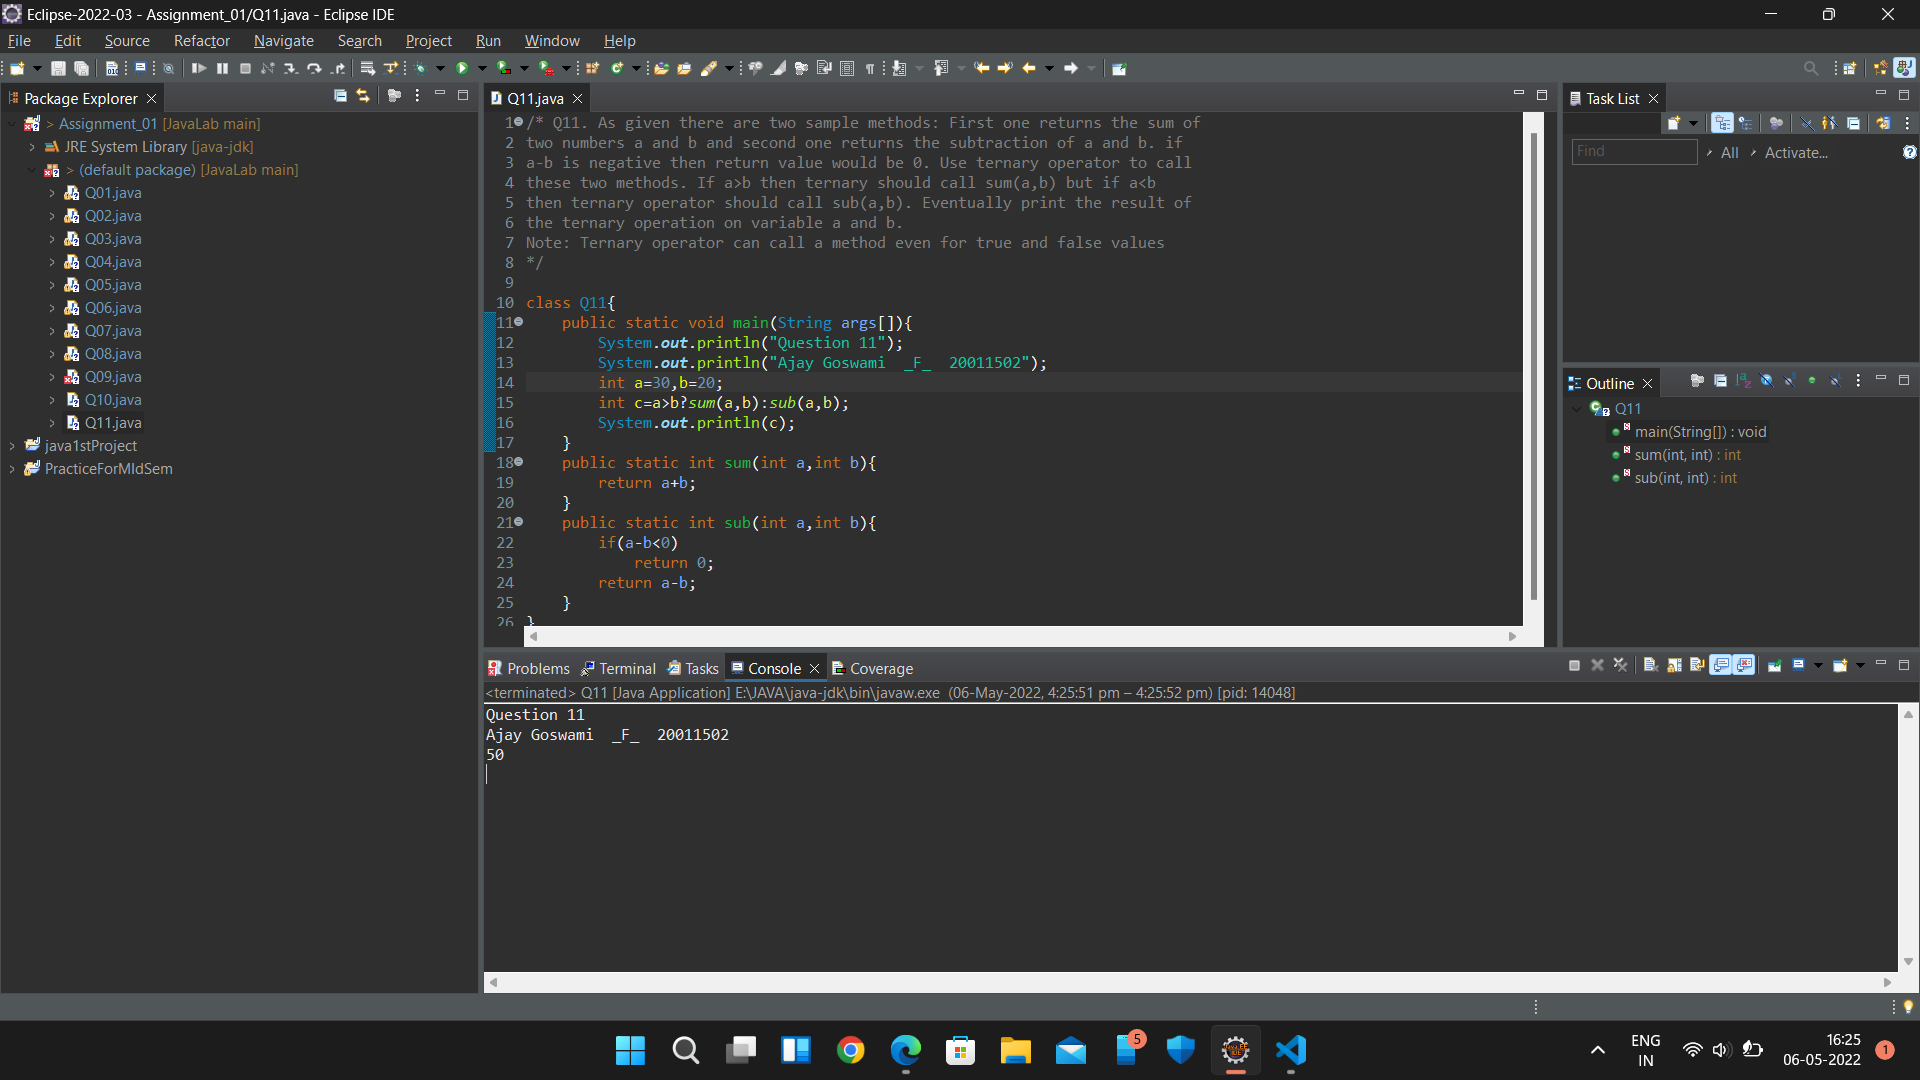 Eclipse-2022-03 - Assignment_01/Q11.java - Eclipse IDE
File Edit Source Refactor Navigate Search Project Run Window Help
Package Explorer
> Assignment_01 [JavaLab main]
JRE System Library [java-jdk]
> (default package) [JavaLab main]
Q01.java
Q02.java
Q03.java
Q04.java
Q05.java
Q06.java
Q07.java
Q08.java
Q09.java
Q10.java
Q11.java
java1stProject
PracticeForMIdSem
Q11.java
1 /* Q11. As given there are two sample methods: First one returns the sum of
2 two numbers a and b and second one returns the subtraction of a and b. if
3 a-b is negative then return value would be 0. Use ternary operator to call
4 these two methods. If a>b then ternary should call sum(a,b) but if a<b
5 then ternary operator should call sub(a,b). Eventually print the result of
6 the ternary operation on variable a and b.
7 Note: Ternary operator can call a method even for true and false values
8 */
9
10 class Q11{
11     public static void main(String args[]){
12         System.out.println("Question 11");
13         System.out.println("Ajay Goswami  _F_  20011502");
14         int a=30,b=20;
15         int c=a>b?sum(a,b):sub(a,b);
16         System.out.println(c);
17     }
18     public static int sum(int a,int b){
19         return a+b;
20     }
21     public static int sub(int a,int b){
22         if(a-b<0)
23             return 0;
24         return a-b;
25     }
26 }
Task List
Find All Activate...
Outline
Q11
main(String[]) : void
sum(int, int) : int
sub(int, int) : int
Problems Terminal Tasks Console Coverage
<terminated> Q11 [Java Application] E:\JAVA\java-jdk\bin\javaw.exe (06-May-2022, 4:25:51 pm – 4:25:52 pm) [pid: 14048]
Question 11
Ajay Goswami  _F_  20011502
50
5
ENG
IN
16:25
06-05-2022
1